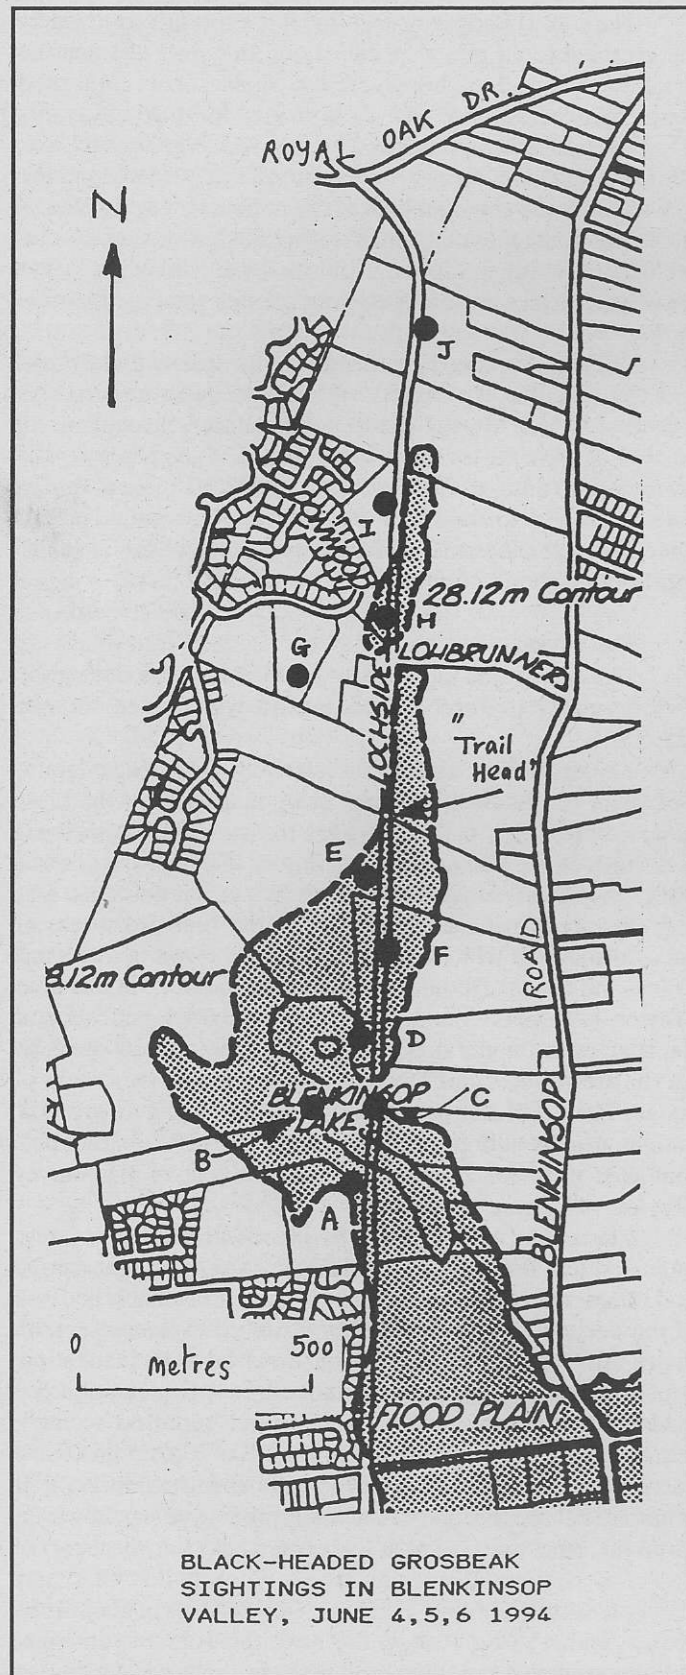 ROYAL OAK DR.
N
J
I
28.12m Contour
H
G
LOHBRUNNER
LOCHSIDE
"Trail
Head"
E
F
ROAD
8.12m Contour
D
BLENKINSOP
LAKE
C
B
BLENKINSOP
A
0 500
metres
FLOOD PLAIN
BLACK-HEADED GROSBEAK
SIGHTINGS IN BLENKINSOP
VALLEY, JUNE 4,5,6 1994